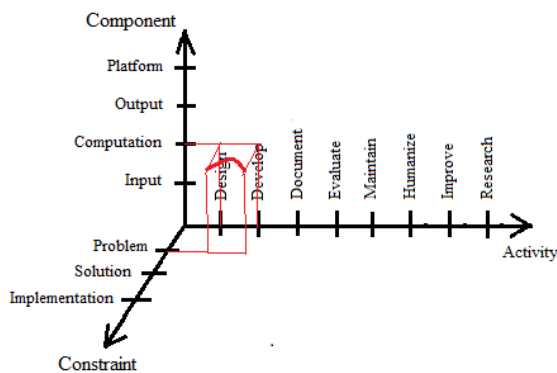 Component
Platform
Output
Computation
Input
Design
Develop
Document
Evaluate
Maintain
Humanize
Improve
Research
Problem
Activity
Solution
Implementation
Constraint